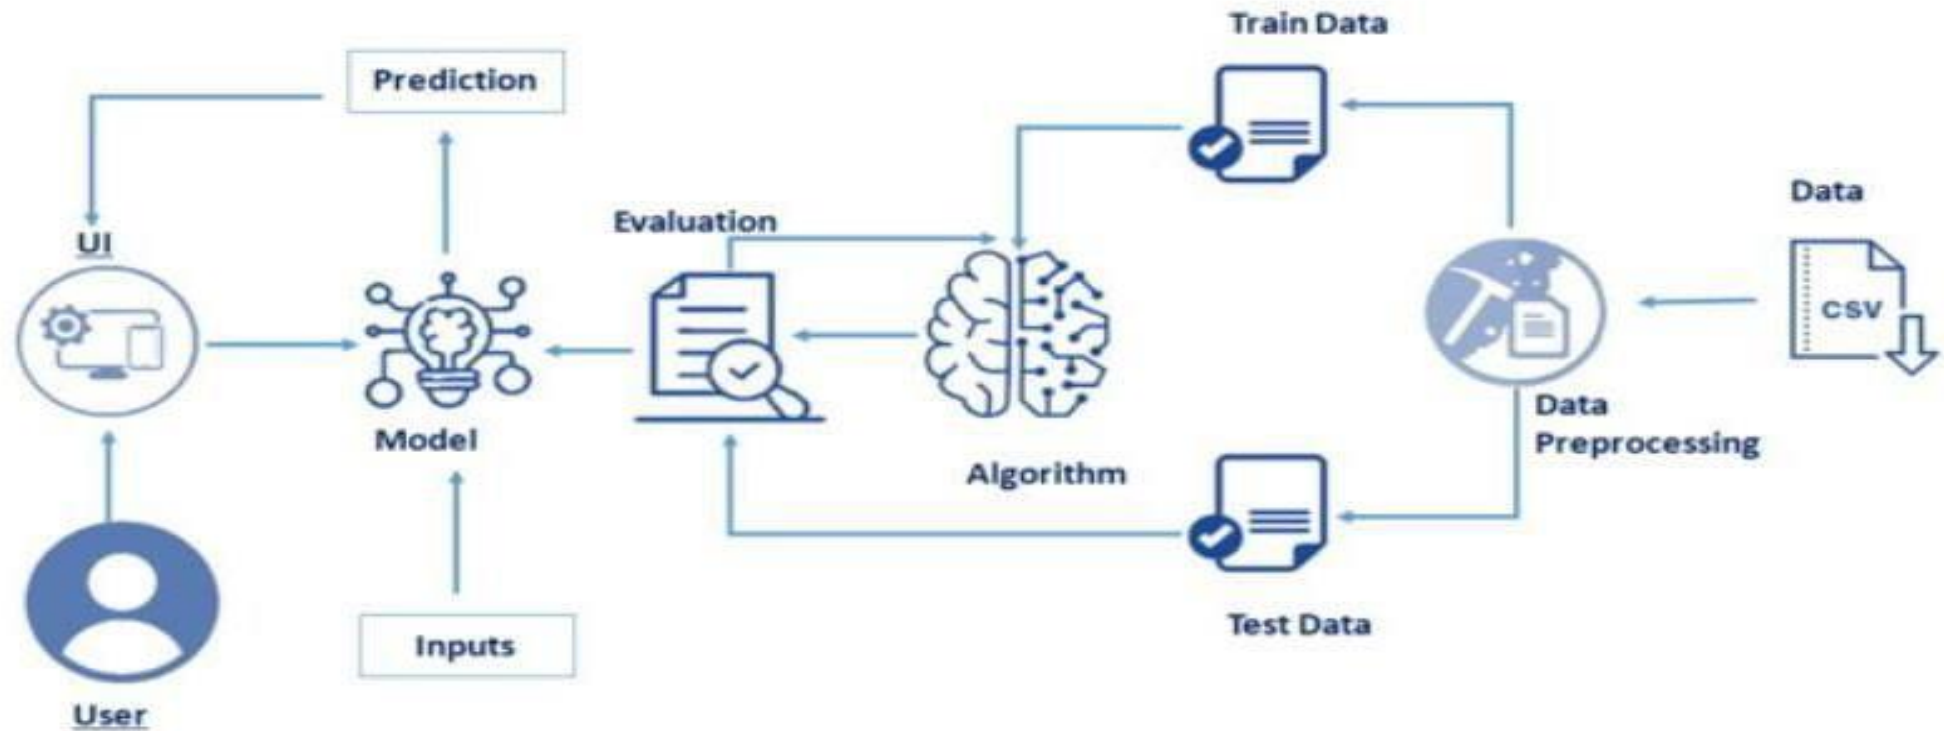 Train Data
Prediction
Data
Evaluation
UI
CSV
Data
Preprocessing
Model
Algorithm
Test Data
Inputs
User